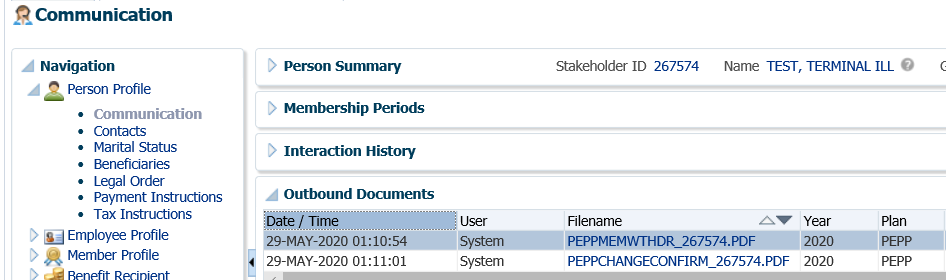 Communication
Navigation
Person Profile
Communication
Contacts
Marital Status
Beneficiaries
Legal Order
Payment Instructions
Tax Instructions
Employee Profile
Member Profile
Benefit Recipient
Person Summary Stakeholder ID 267574 Name TEST, TERMINAL ILL ?
Membership Periods
Interaction History
Outbound Documents
Date / Time User Filename Year Plan
29-MAY-2020 01:10:54 System PEPPMEMWTHDR_267574.PDF 2020 PEPP
29-MAY-2020 01:11:01 System PEPPCHANGECONFIRM_267574.PDF 2020 PEPP